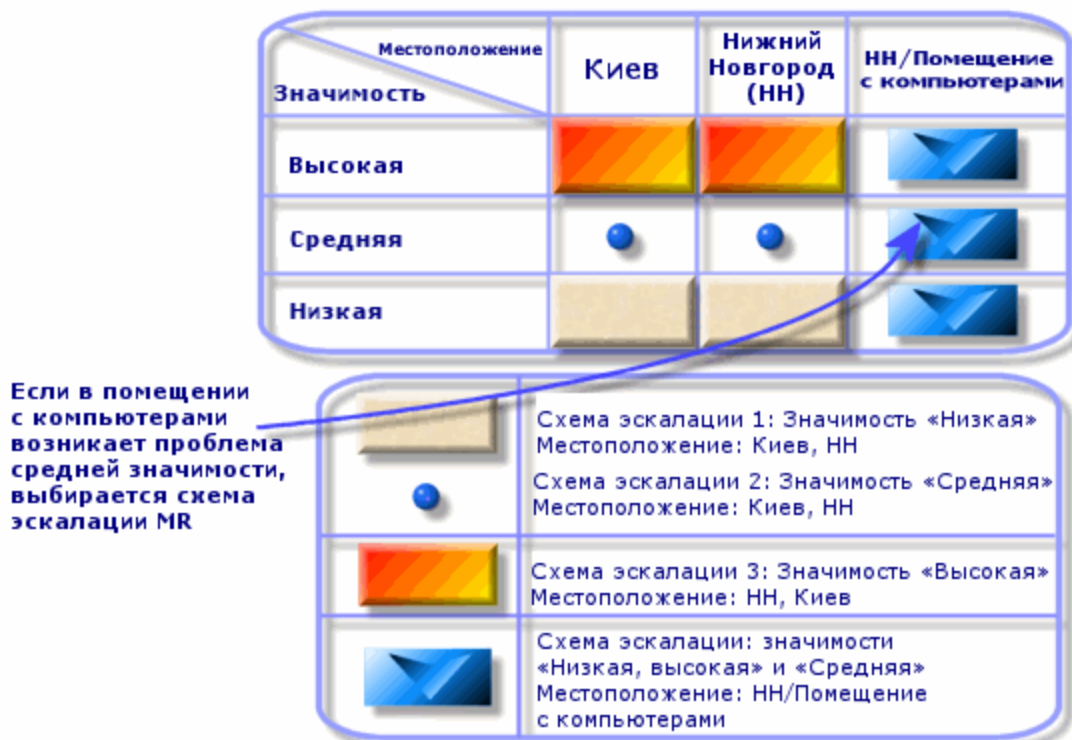 Местоположение
Значимость
Киев
Нижний
Новгород
(НН)
НН/Помещение
с компьютерами
Высокая
Средняя
Низкая
Если в помещении
с компьютерами
возникает проблема
средней значимости,
выбирается схема
эскалации MR
Схема эскалации 1: Значимость «Низкая»
Местоположение: Киев, НН
Схема эскалации 2: Значимость «Средняя»
Местоположение: Киев, НН
Схема эскалации 3: Значимость «Высокая»
Местоположение: НН, Киев
Схема эскалации: значимости
«Низкая, высокая» и «Средняя»
Местоположение: НН/Помещение
с компьютерами